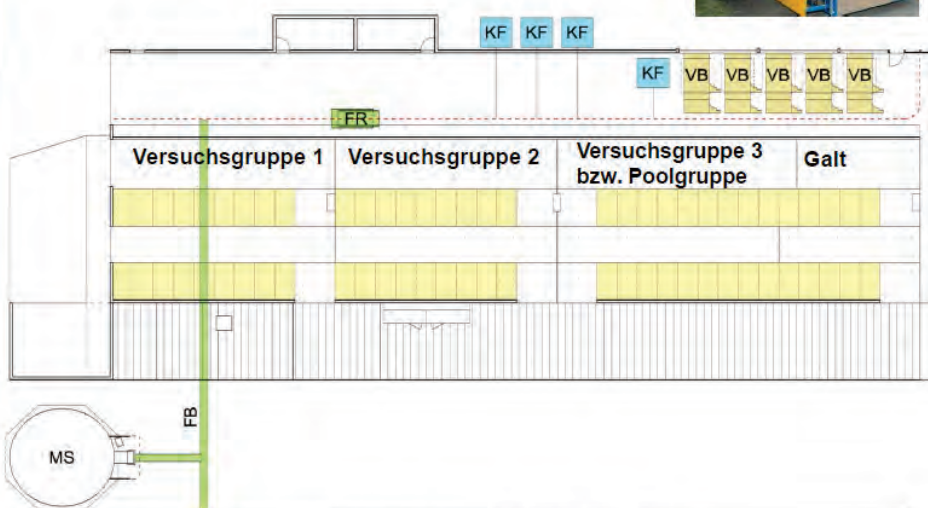 KF KF KF
KF VB VB VB VB VB
FR
Versuchsgruppe 1 Versuchsgruppe 2 Versuchsgruppe 3
bzw. Poolgruppe Galt
FB
MS